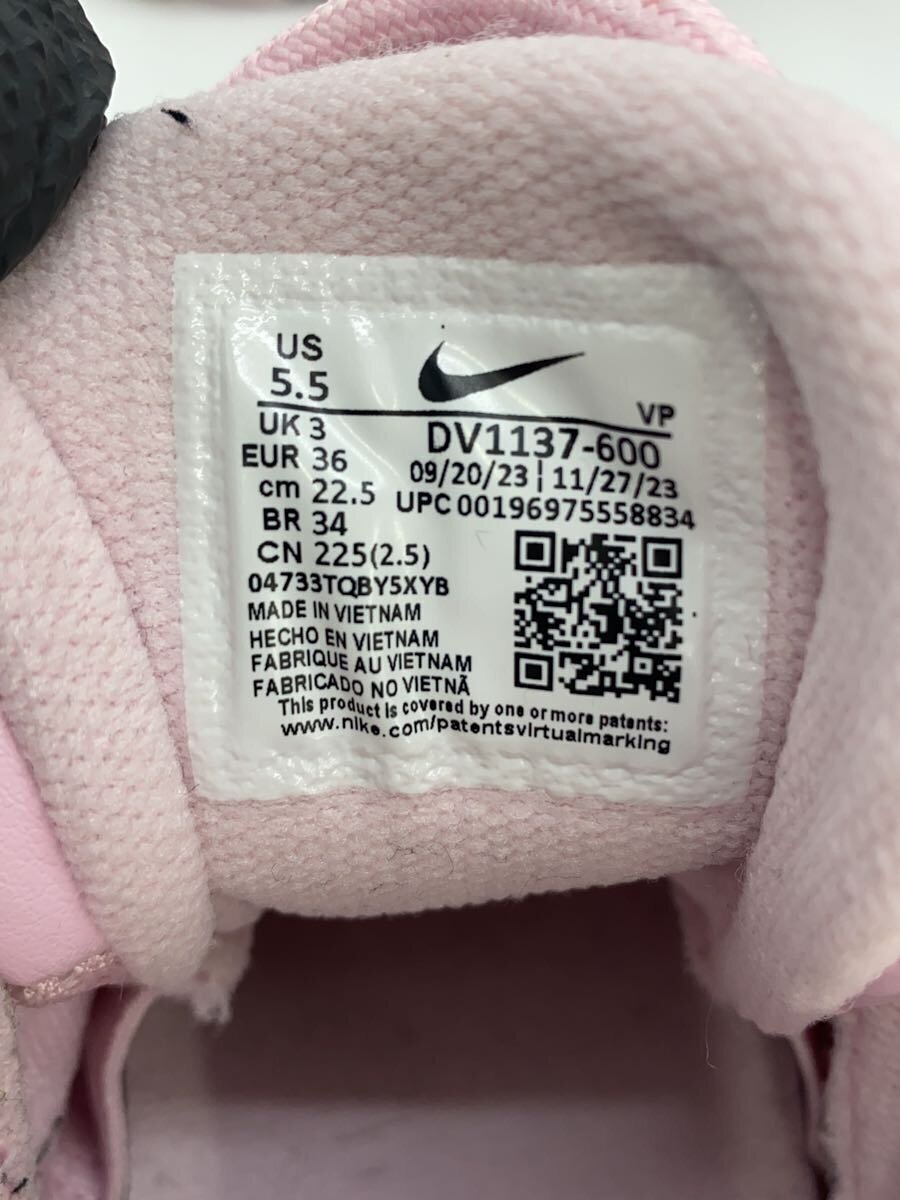 US
5.5
VP
UK 3
DV1137-600
EUR 36
09/20/23 | 11/27/23
cm 22.5
UPC 00196975558834
BR 34
CN 225(2.5)
04733TQBY5XYB
MADE IN VIETNAM
HECHO EN VIETNAM
FABRIQUE AU VIETNAM
FABRICADO NO VIETNÃ
This product is covered by one or more patents:
www.nike.com/patentsvirtualmarking